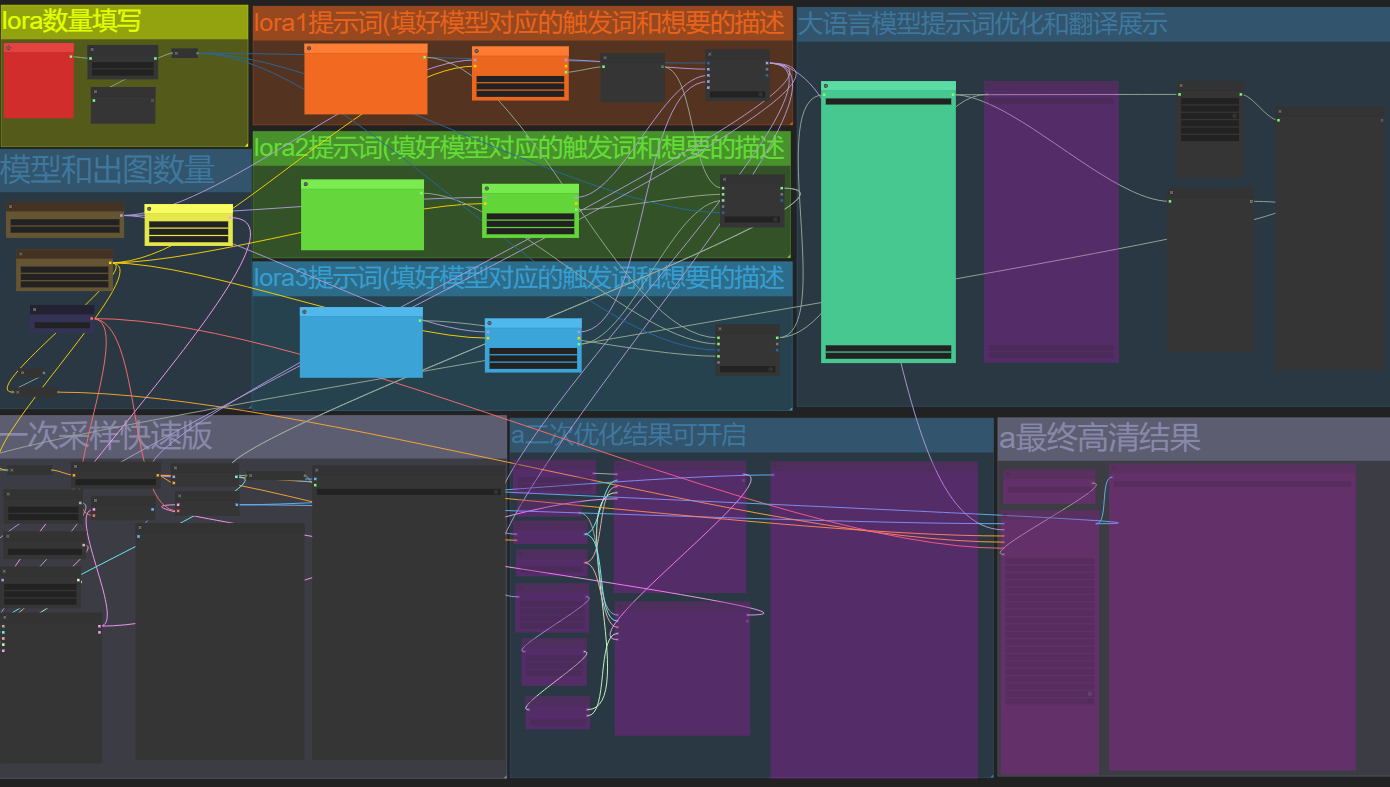 lora数量填写
lora1提示词(填好模型对应的触发词和想要的描述
大语言模型提示词优化和翻译展示
lora2提示词(填好模型对应的触发词和想要的描述
模型和出图数量
lora3提示词(填好模型对应的触发词和想要的描述
一次采样快速版
a二次优化结果可开启
a最终高清结果